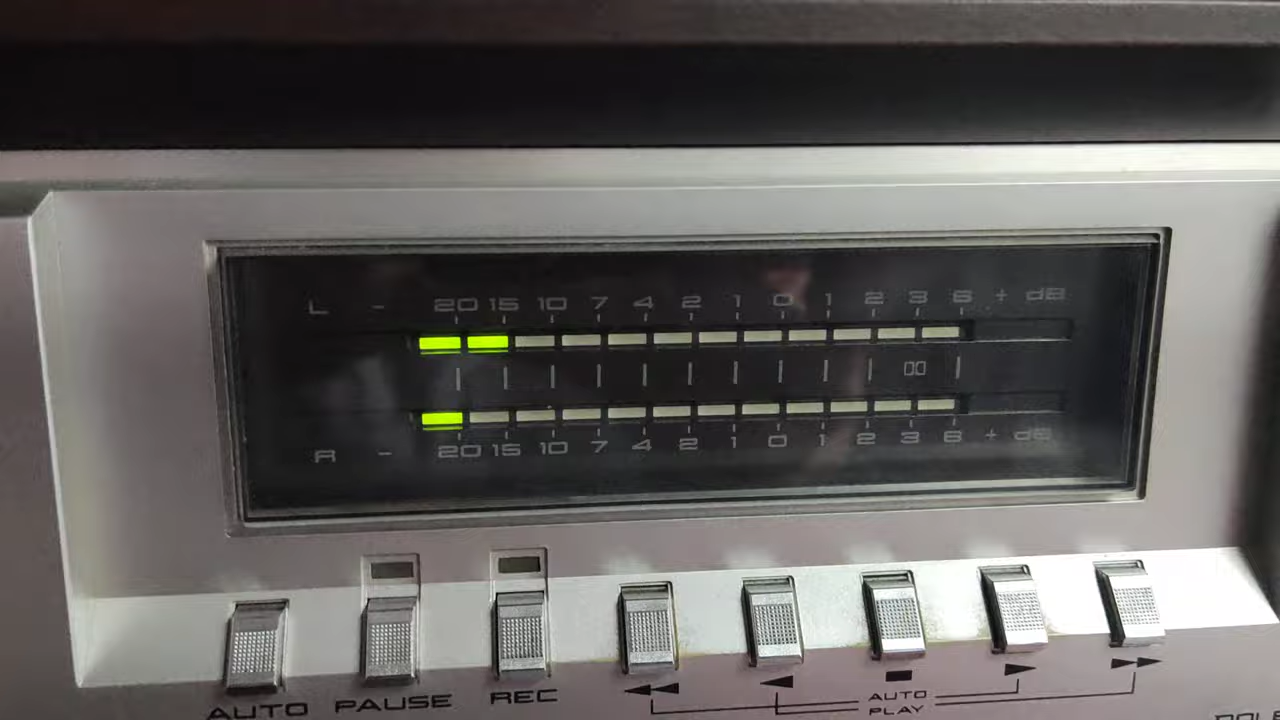 L - 20 15 10 7 4 2 1 0 1 2 3 6 + dB
R - 20 15 10 7 4 2 1 0 1 2 3 6 + dB
AUTO PAUSE REC
AUTO
PLAY